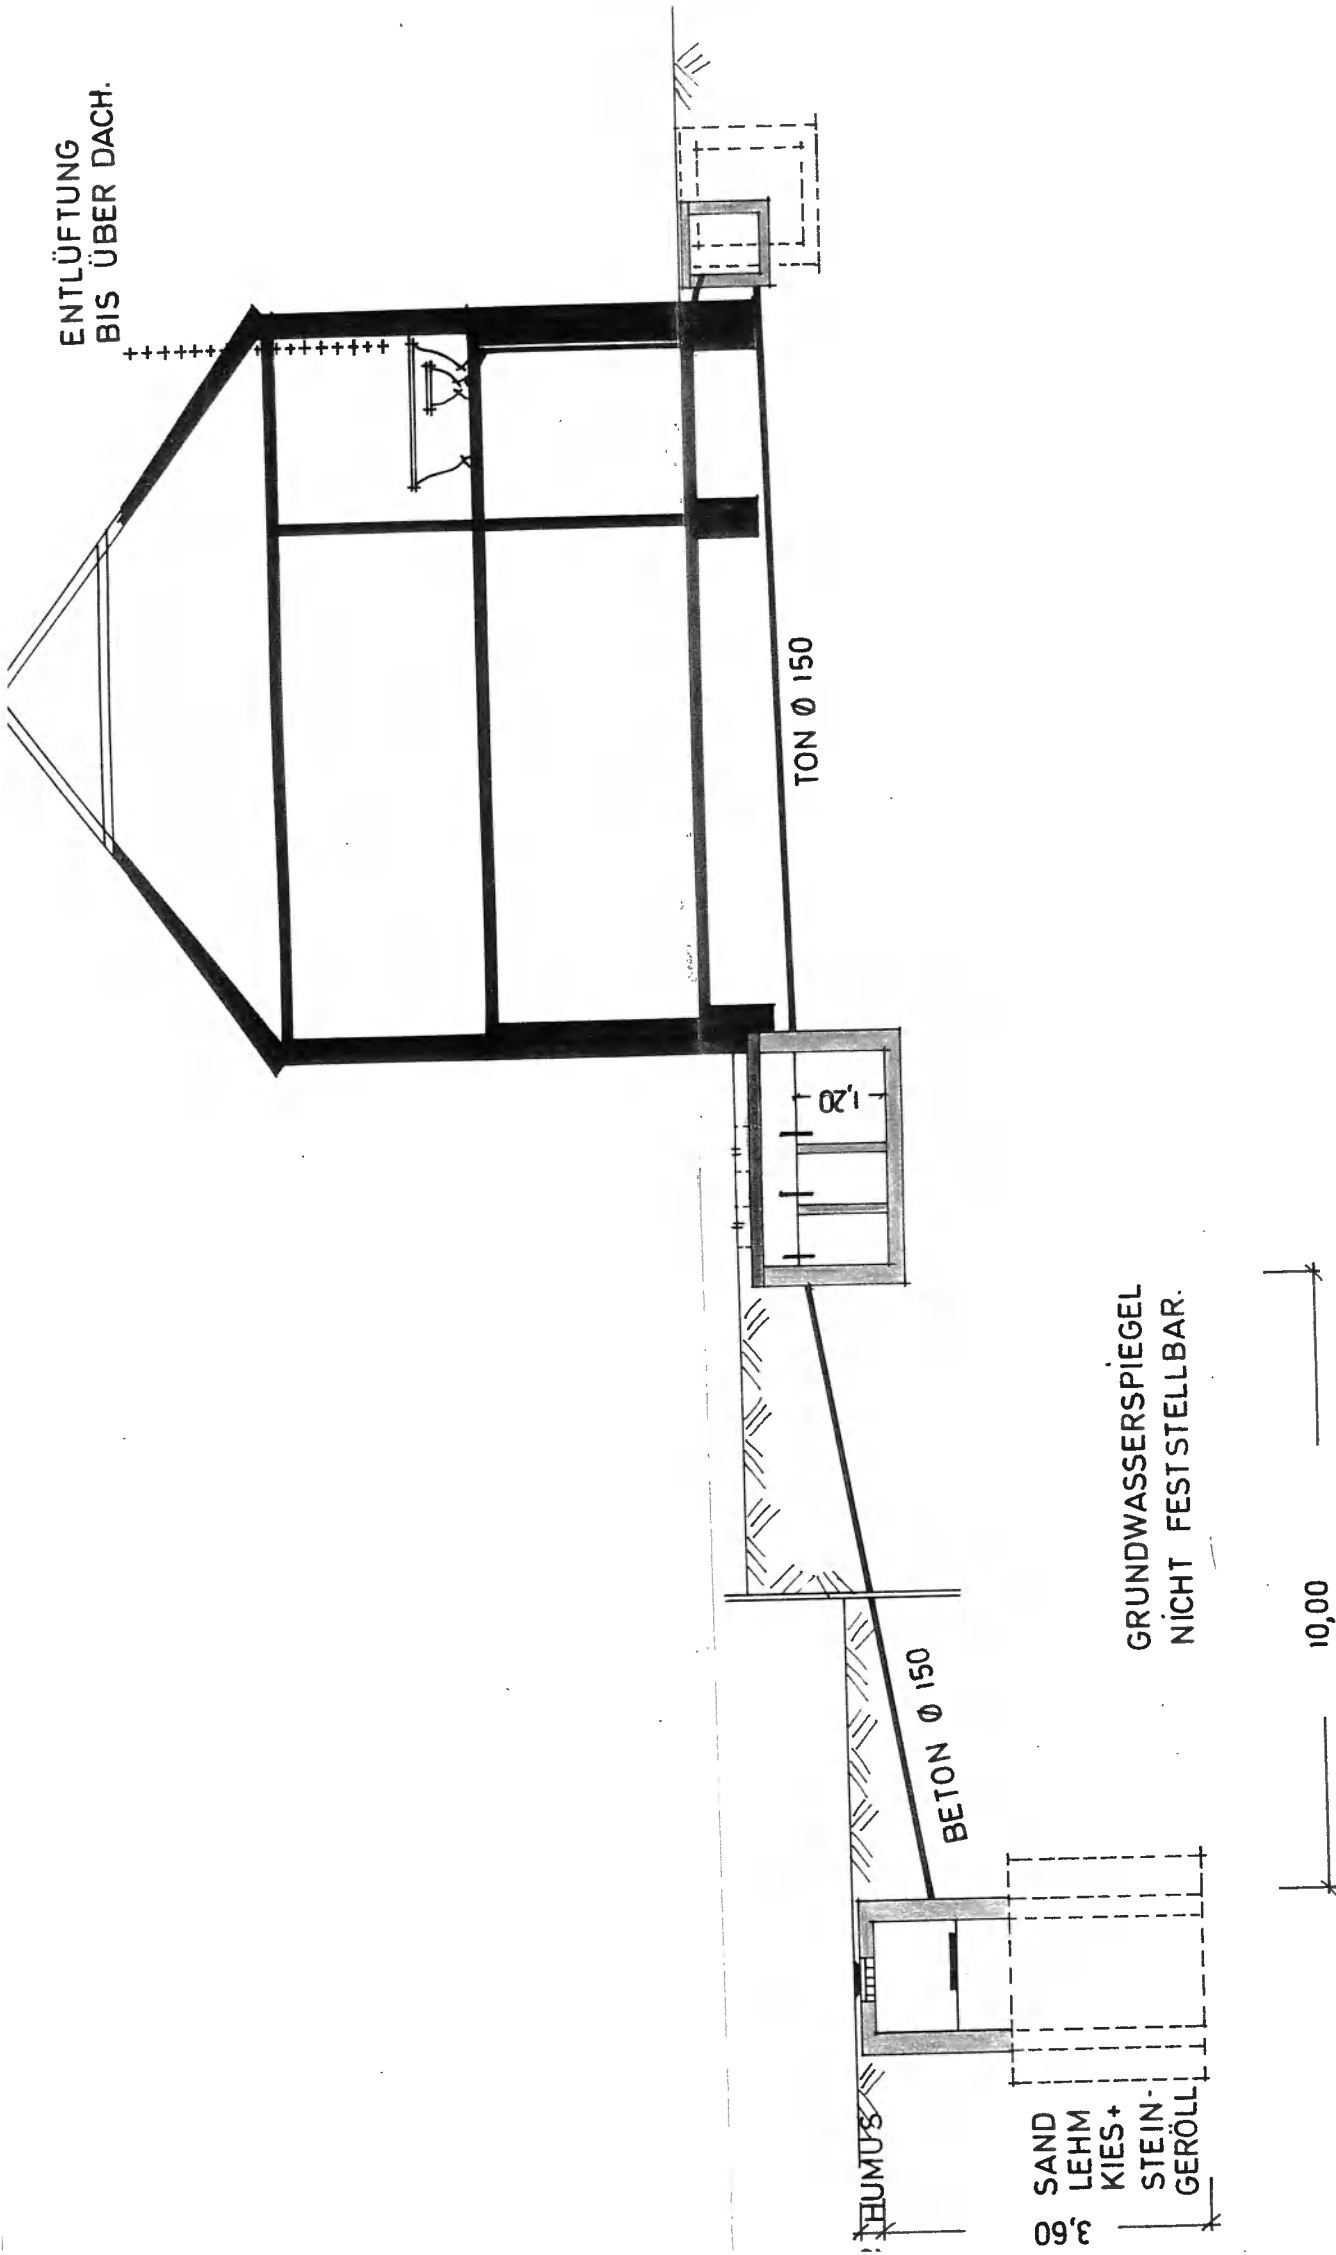 ENTLÜFTUNG
BIS ÜBER DACH.
TON Ø 150
1,20
GRUNDWASSERSPIEGEL
NICHT FESTSTELLBAR.
10,00
BETON Ø 150
HUMUS
SAND
LEHM
KIES+
STEIN-
GERÖLL
3,60